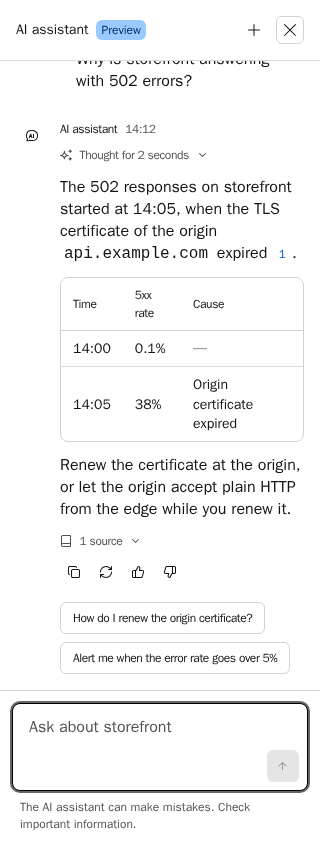 AI assistant Preview
Why is storefront answering
with 502 errors?
AI
AI assistant 14:12
Thought for 2 seconds
The 502 responses on storefront
started at 14:05, when the TLS
certificate of the origin
api.example.com expired 1 .
Time 5xx rate Cause
14:00 0.1% —
14:05 38% Origin certificate expired
Renew the certificate at the origin,
or let the origin accept plain HTTP
from the edge while you renew it.
1 source
How do I renew the origin certificate?
Alert me when the error rate goes over 5%
Ask about storefront
The AI assistant can make mistakes. Check
important information.